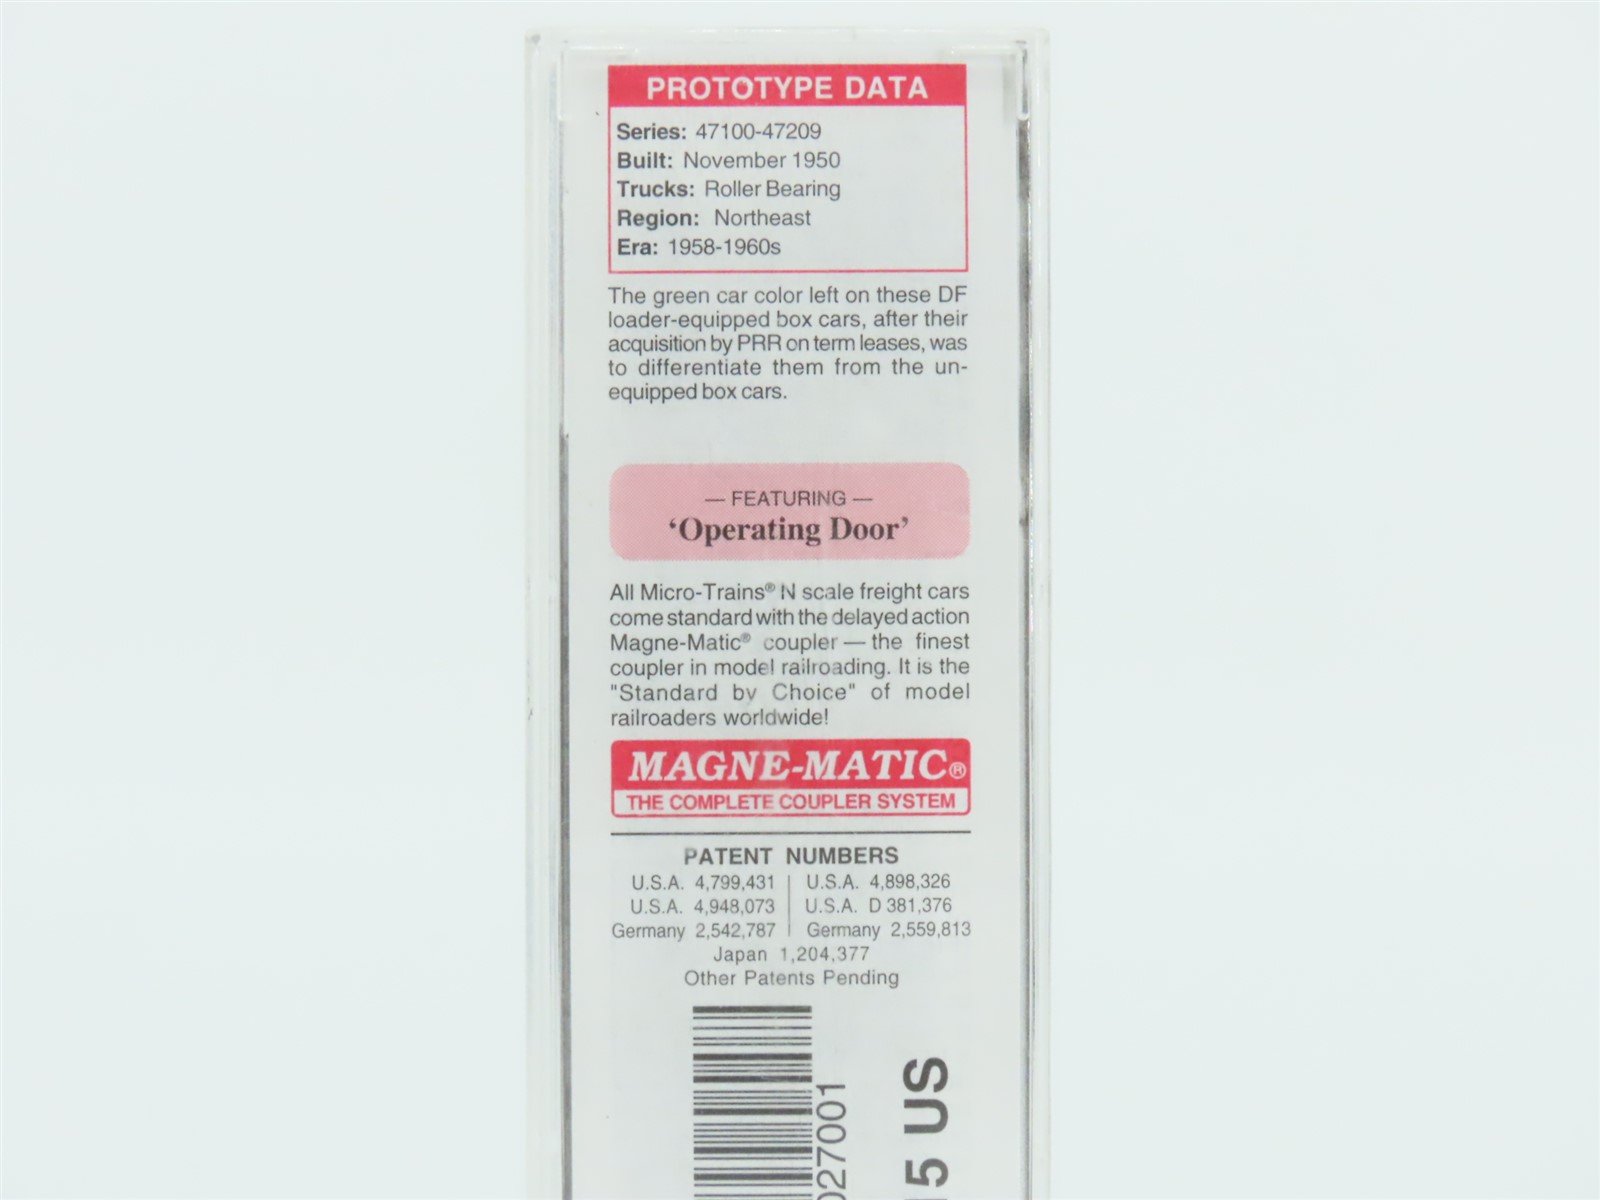 PROTOTYPE DATA
Series: 47100-47209
Built: November 1950
Trucks: Roller Bearing
Region: Northeast
Era: 1958-1960s
The green car color left on these DF
loader-equipped box cars, after their
acquisition by PRR on term leases, was
to differentiate them from the un-
equipped box cars.
— FEATURING —
‘Operating Door’
All Micro-Trains® N scale freight cars
come standard with the delayed action
Magne-Matic® coupler — the finest
coupler in model railroading. It is the
"Standard by Choice" of model
railroaders worldwide!
MAGNE-MATIC®
THE COMPLETE COUPLER SYSTEM
PATENT NUMBERS
U.S.A. 4,799,431 | U.S.A. 4,898,326
U.S.A. 4,948,073 | U.S.A. D 381,376
Germany 2,542,787 | Germany 2,559,813
Japan 1,204,377
Other Patents Pending
027001
15 US